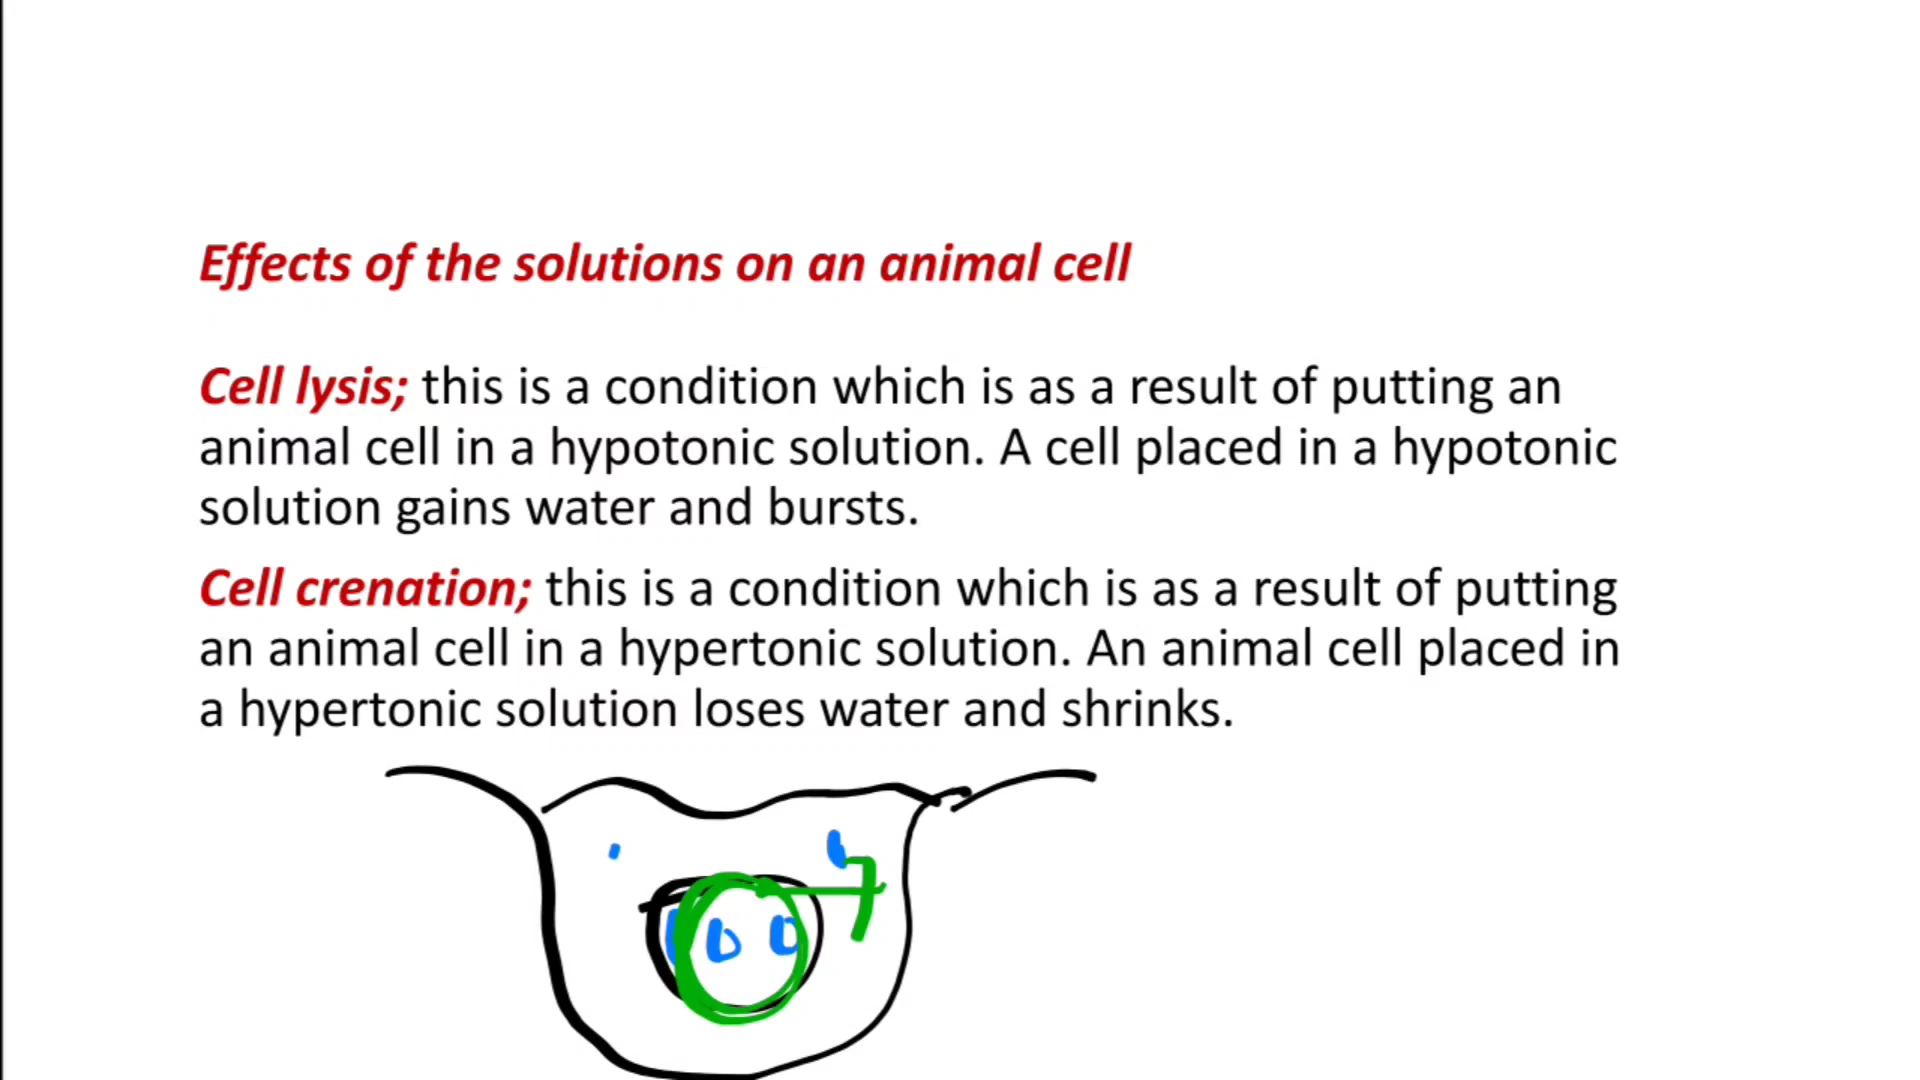 Effects of the solutions on an animal cell
Cell lysis; this is a condition which is as a result of putting an
animal cell in a hypotonic solution. A cell placed in a hypotonic
solution gains water and bursts.
Cell crenation; this is a condition which is as a result of putting
an animal cell in a hypertonic solution. An animal cell placed in
a hypertonic solution loses water and shrinks.